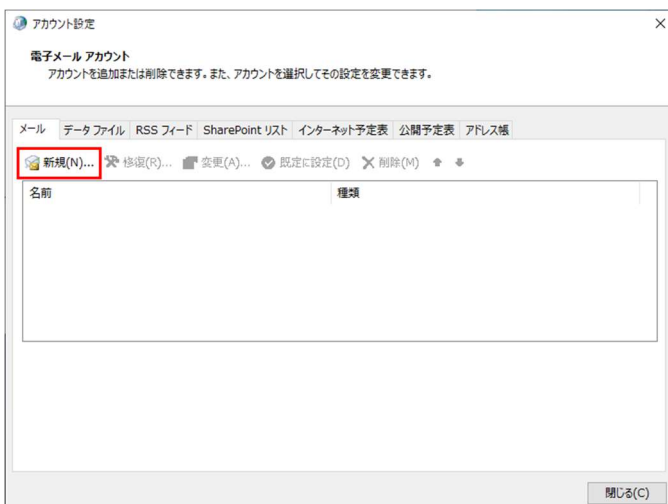 アカウント設定
電子メール アカウント
アカウントを追加または削除できます。また、アカウントを選択してその設定を変更できます。
メール データ ファイル RSS フィード SharePoint リスト インターネット予定表 公開予定表 アドレス帳
新規(N)... 修復(R)... 変更(A)... 既定に設定(D) 削除(M)
名前 種類
閉じる(C)